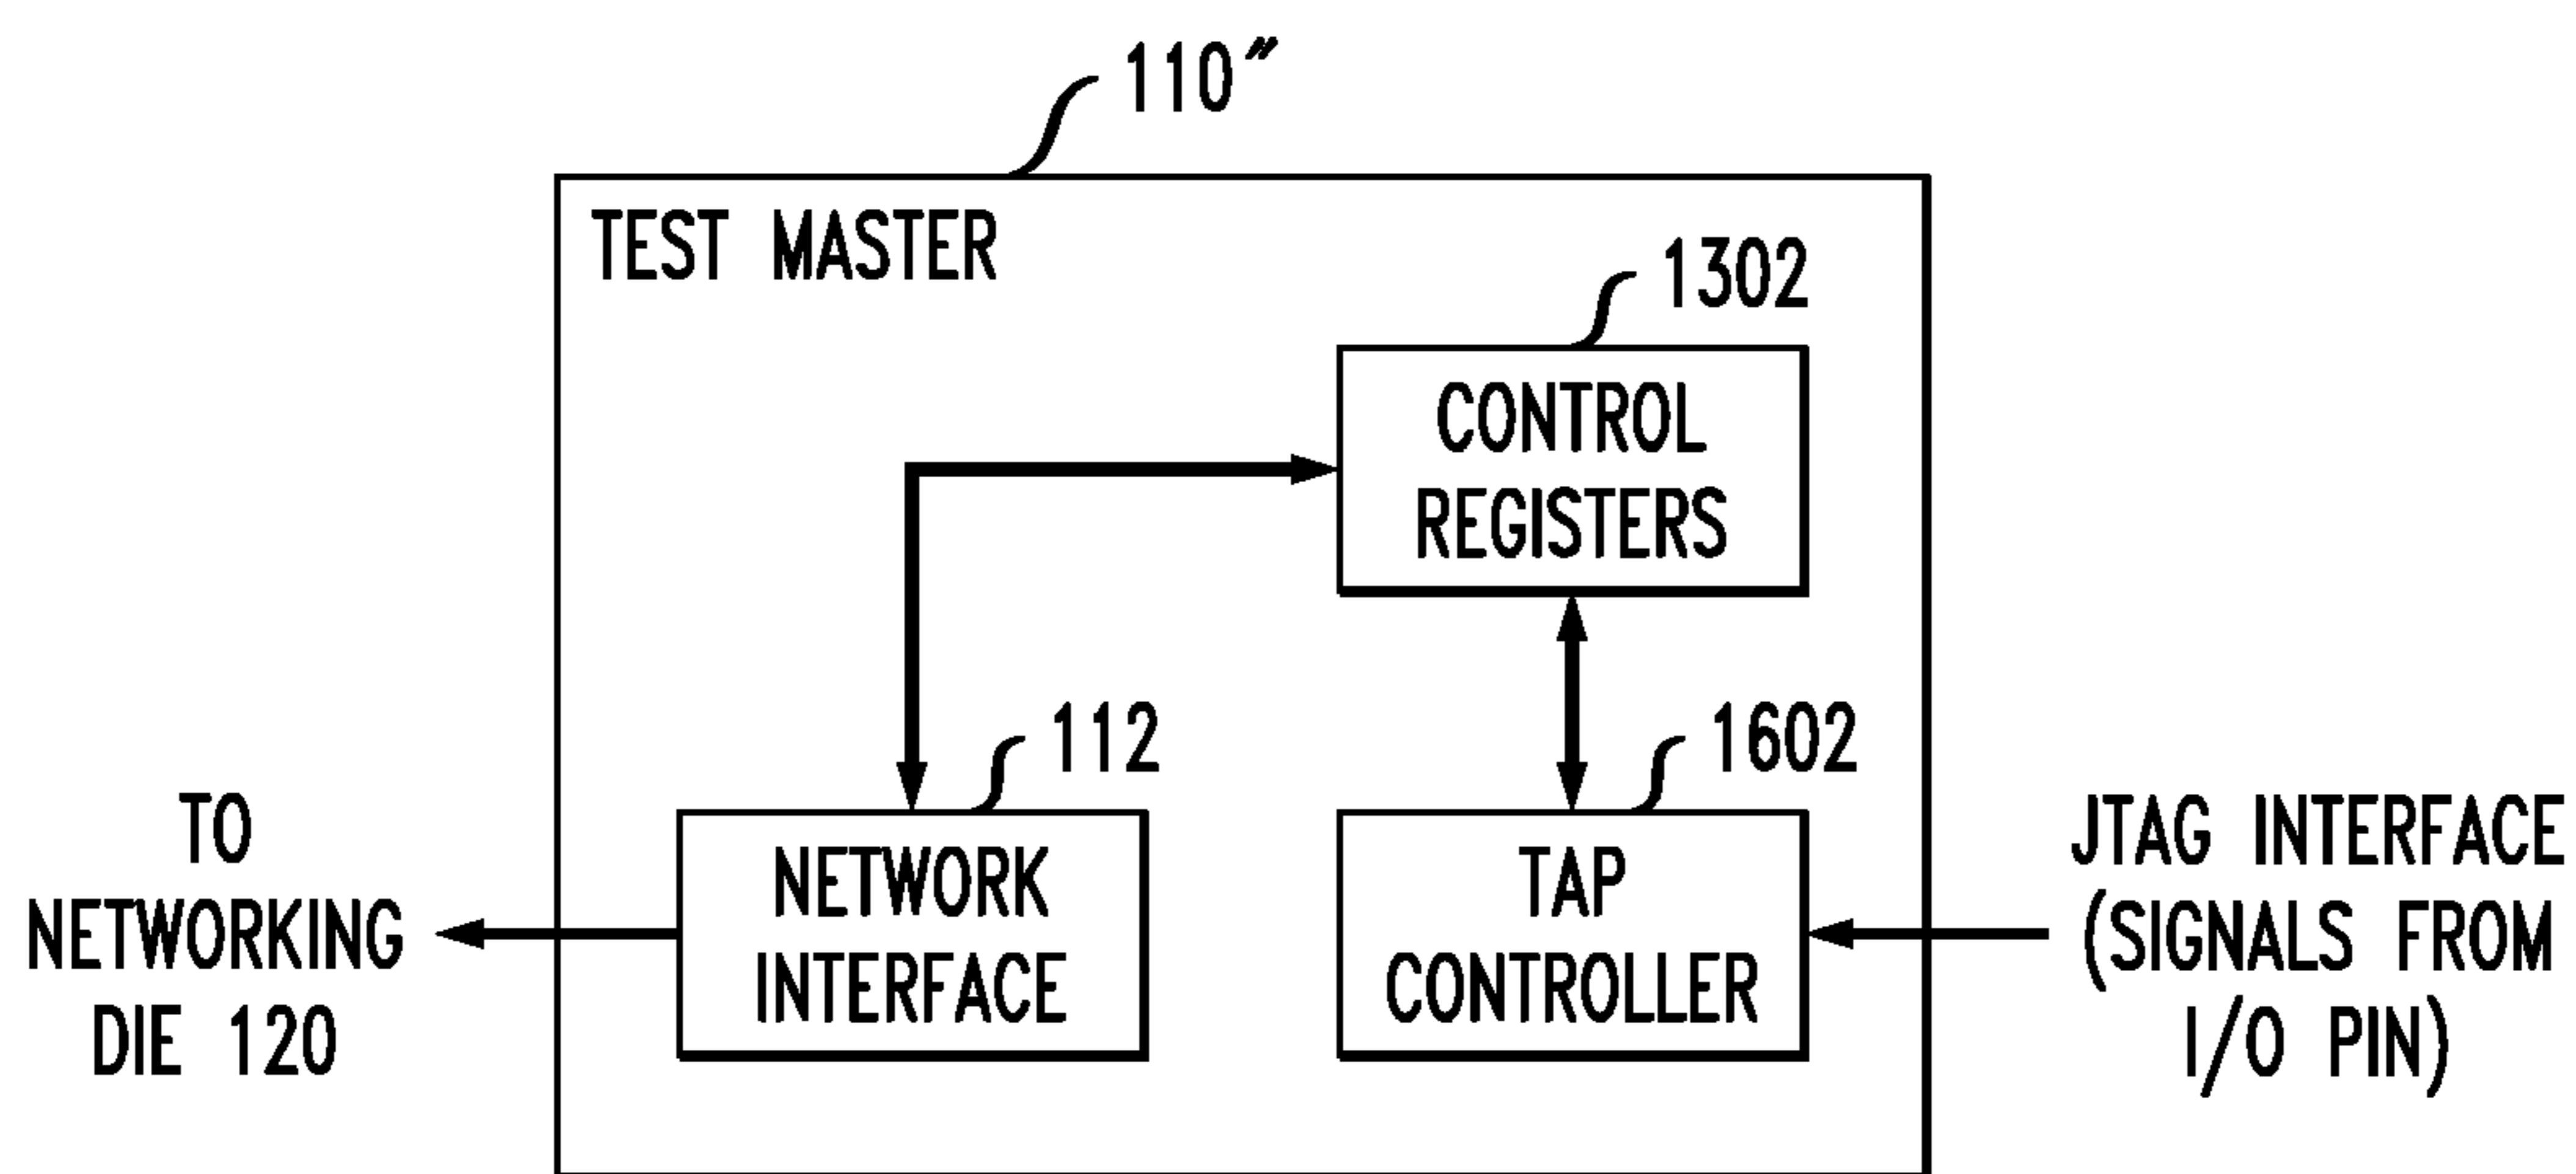 110″
TEST MASTER
1302
CONTROL
REGISTERS
112
1602
TO
NETWORKING
DIE 120
NETWORK
INTERFACE
TAP
CONTROLLER
JTAG INTERFACE
(SIGNALS FROM
I/O PIN)